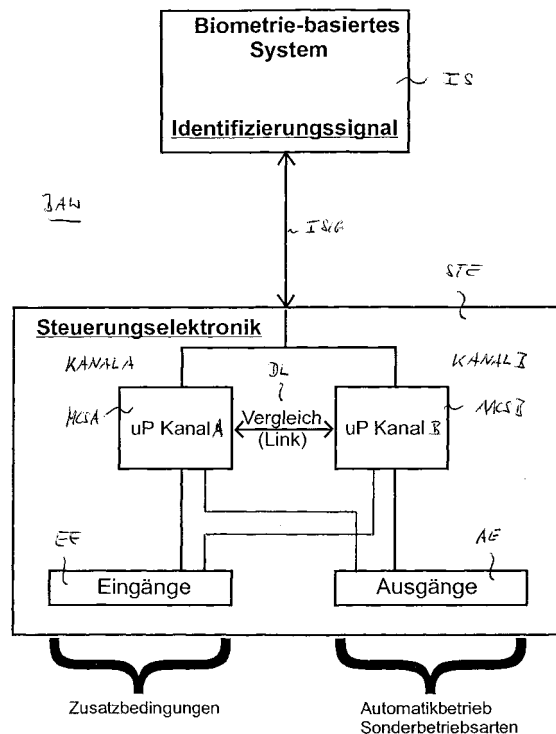 Biometrie-basiertes
System
IS
Identifizierungssignal
BAW
ISIG
STE
Steuerungselektronik
KANAL A
DL
KANAL B
MCSA
uP Kanal A
Vergleich
(Link)
uP Kanal B
MCSB
EE
AE
Eingänge
Ausgänge
Zusatzbedingungen
Automatikbetrieb
Sonderbetriebsarten